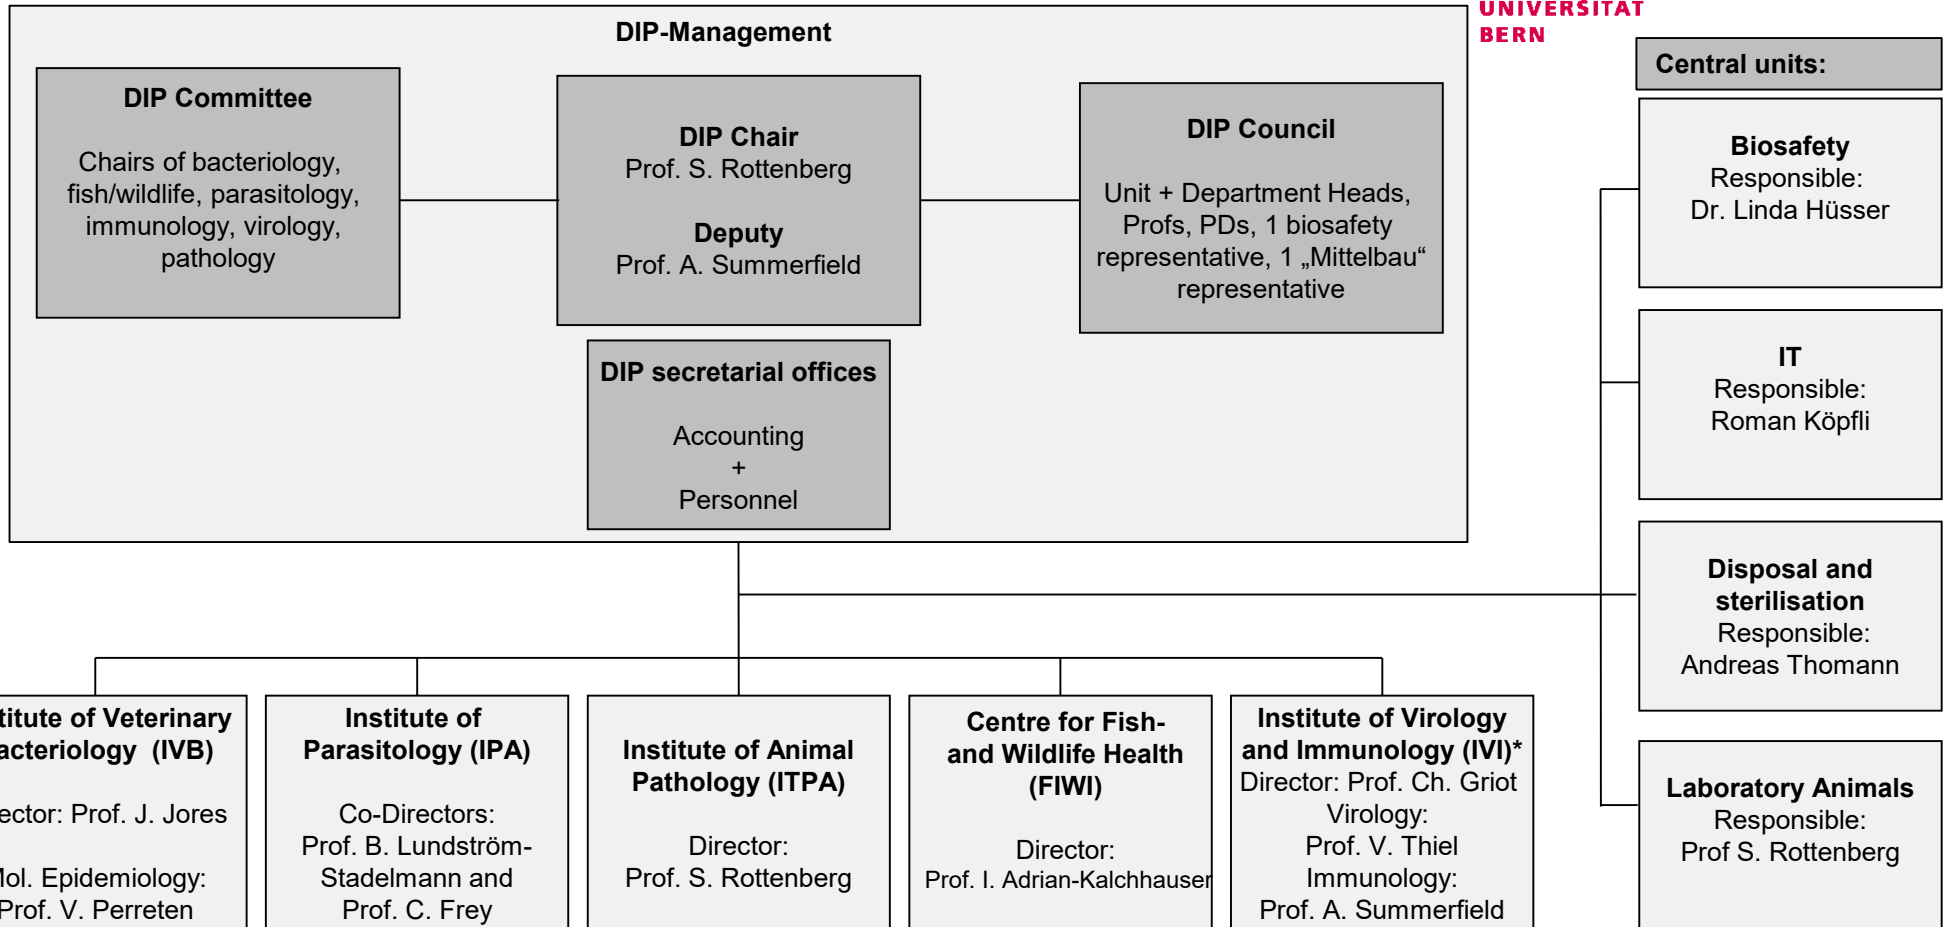 UNIVERSITÄT
BERN
DIP-Management
DIP Committee
Chairs of bacteriology,
fish/wildlife, parasitology,
immunology, virology,
pathology
DIP Chair
Prof. S. Rottenberg
Deputy
Prof. A. Summerfield
DIP Council
Unit + Department Heads,
Profs, PDs, 1 biosafety
representative, 1 „Mittelbau“
representative
DIP secretarial offices
Accounting
+
Personnel
Central units:
Biosafety
Responsible:
Dr. Linda Hüsser
IT
Responsible:
Roman Köpfli
Disposal and
sterilisation
Responsible:
Andreas Thomann
Laboratory Animals
Responsible:
Prof S. Rottenberg
titute of Veterinary
acteriology (IVB)
ector: Prof. J. Jores
Mol. Epidemiology:
Prof. V. Perreten
Institute of
Parasitology (IPA)
Co-Directors:
Prof. B. Lundström-
Stadelmann and
Prof. C. Frey
Institute of Animal
Pathology (ITPA)
Director:
Prof. S. Rottenberg
Centre for Fish-
and Wildlife Health
(FIWI)
Director:
Prof. I. Adrian-Kalchhauser
Institute of Virology
and Immunology (IVI)*
Director: Prof. Ch. Griot
Virology:
Prof. V. Thiel
Immunology:
Prof. A. Summerfield